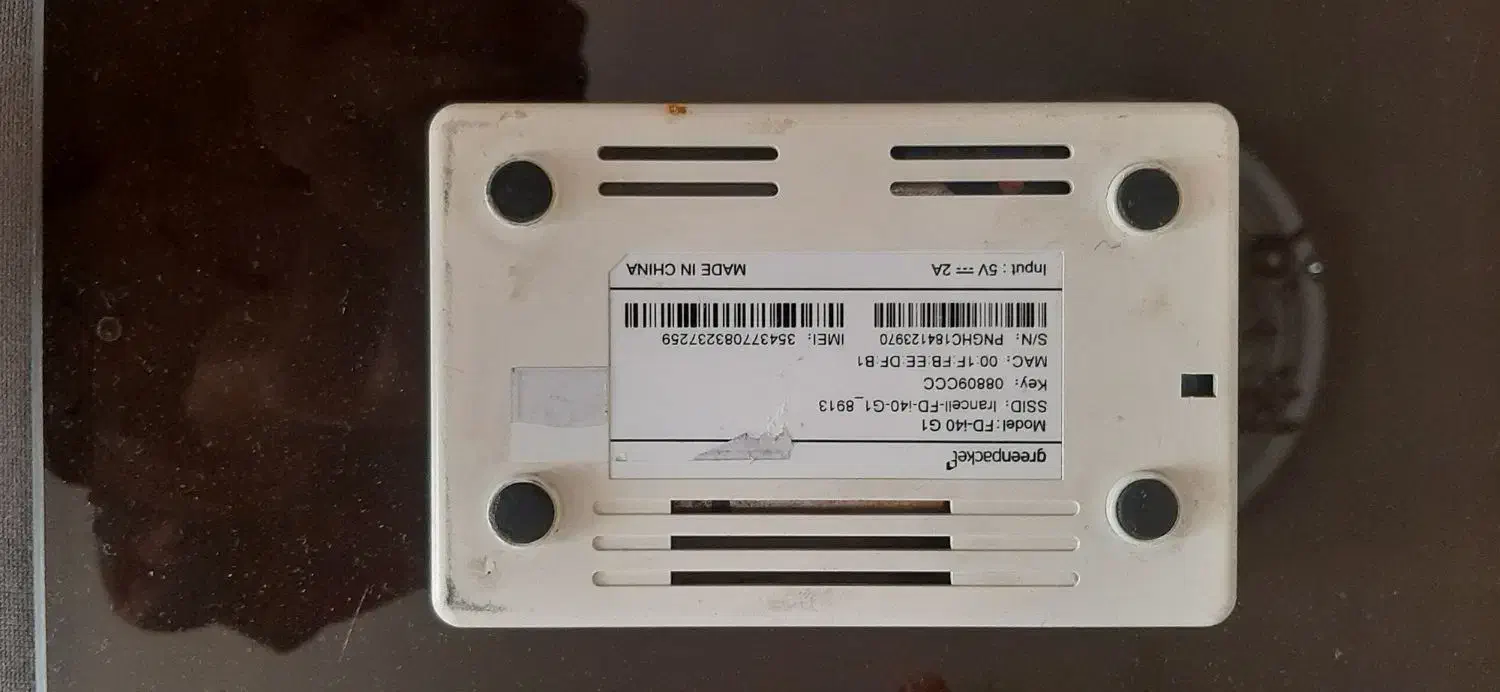 greenpacket
Model: FD-i40 G1
SSID: Irancell-FD-i40-G1_8913
Key: 08809CCC
MAC: 00:1F:FB:EE:DF:B1
S/N: PNGHC184123970 IMEI: 354377083237259
Input : 5V ⎓ 2A MADE IN CHINA